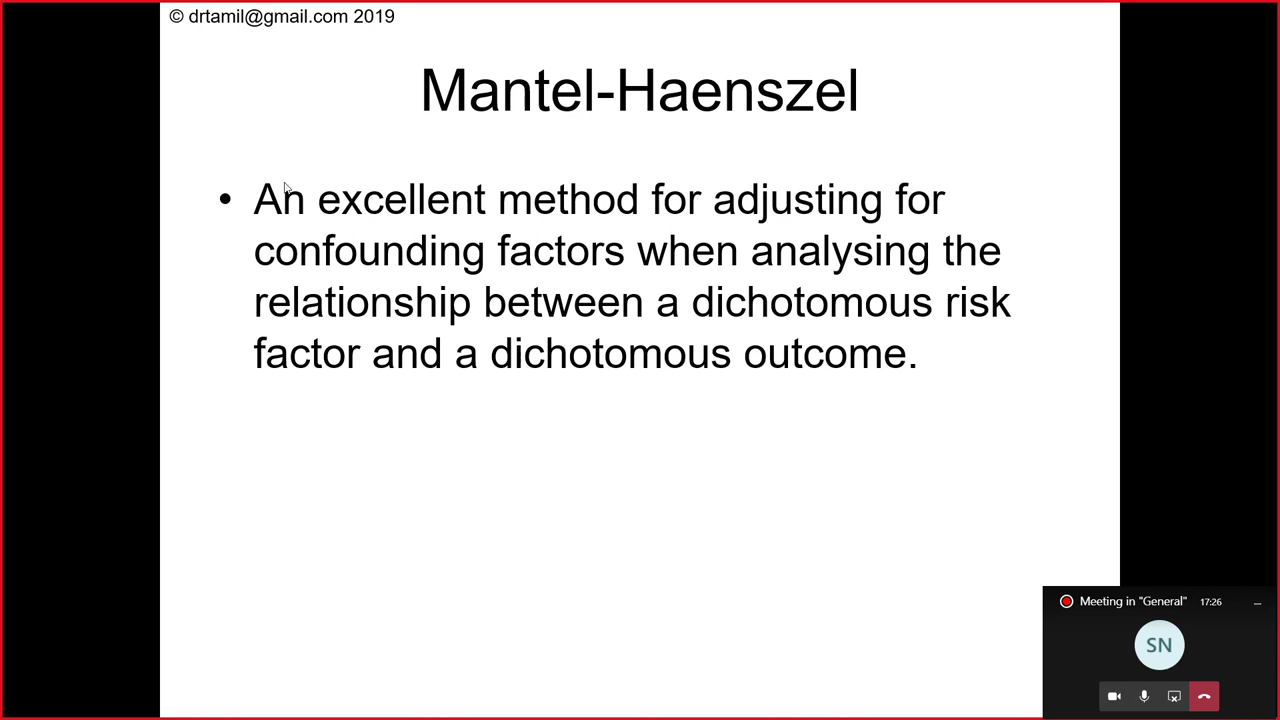 © drtamil@gmail.com 2019
Mantel-Haenszel
• An excellent method for adjusting for
confounding factors when analysing the
relationship between a dichotomous risk
factor and a dichotomous outcome.
Meeting in "General" 17:26
SN